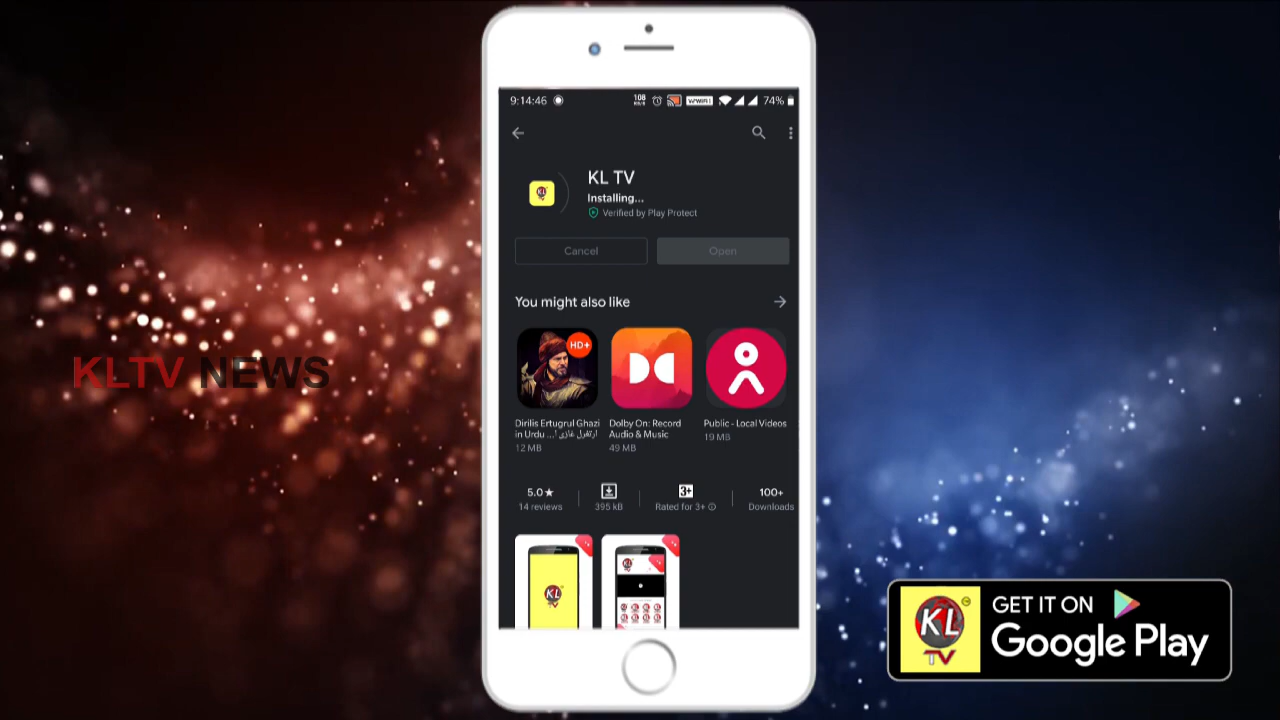 9:14:46
108
74%
KL TV
Installing...
Verified by Play Protect
Cancel
Open
You might also like
HD+
Dirilis Ertugrul Ghazi
in Urdu ... ارتغرل غازی ا
12 MB
Dolby On: Record
Audio & Music
49 MB
Public - Local Videos
19 MB
5.0★
14 reviews
395 kB
3+
Rated for 3+
100+
Downloads
KL
KLTV NEWS
KL
TV
GET IT ON
Google Play